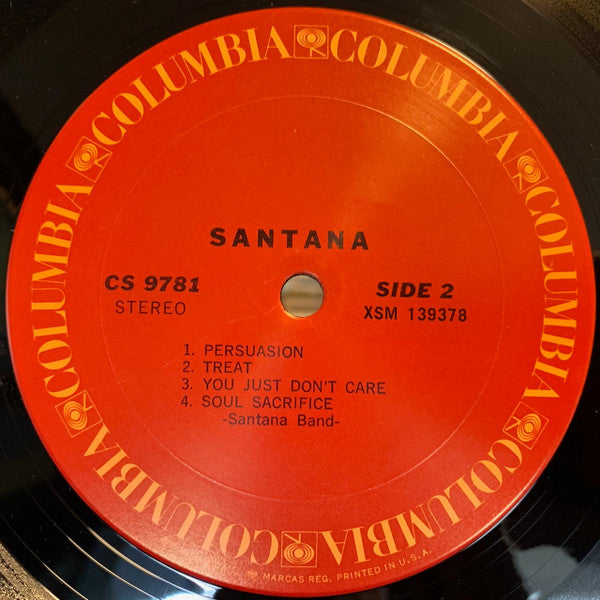 COLUMBIA COLUMBIA COLUMBIA COLUMBIA COLUMBIA COLUMBIA COLUMBIA
SANTANA
CS 9781
STEREO
SIDE 2
XSM 139378
1. PERSUASION
2. TREAT
3. YOU JUST DON'T CARE
4. SOUL SACRIFICE
-Santana Band-
MARCAS REG. PRINTED IN U.S.A.